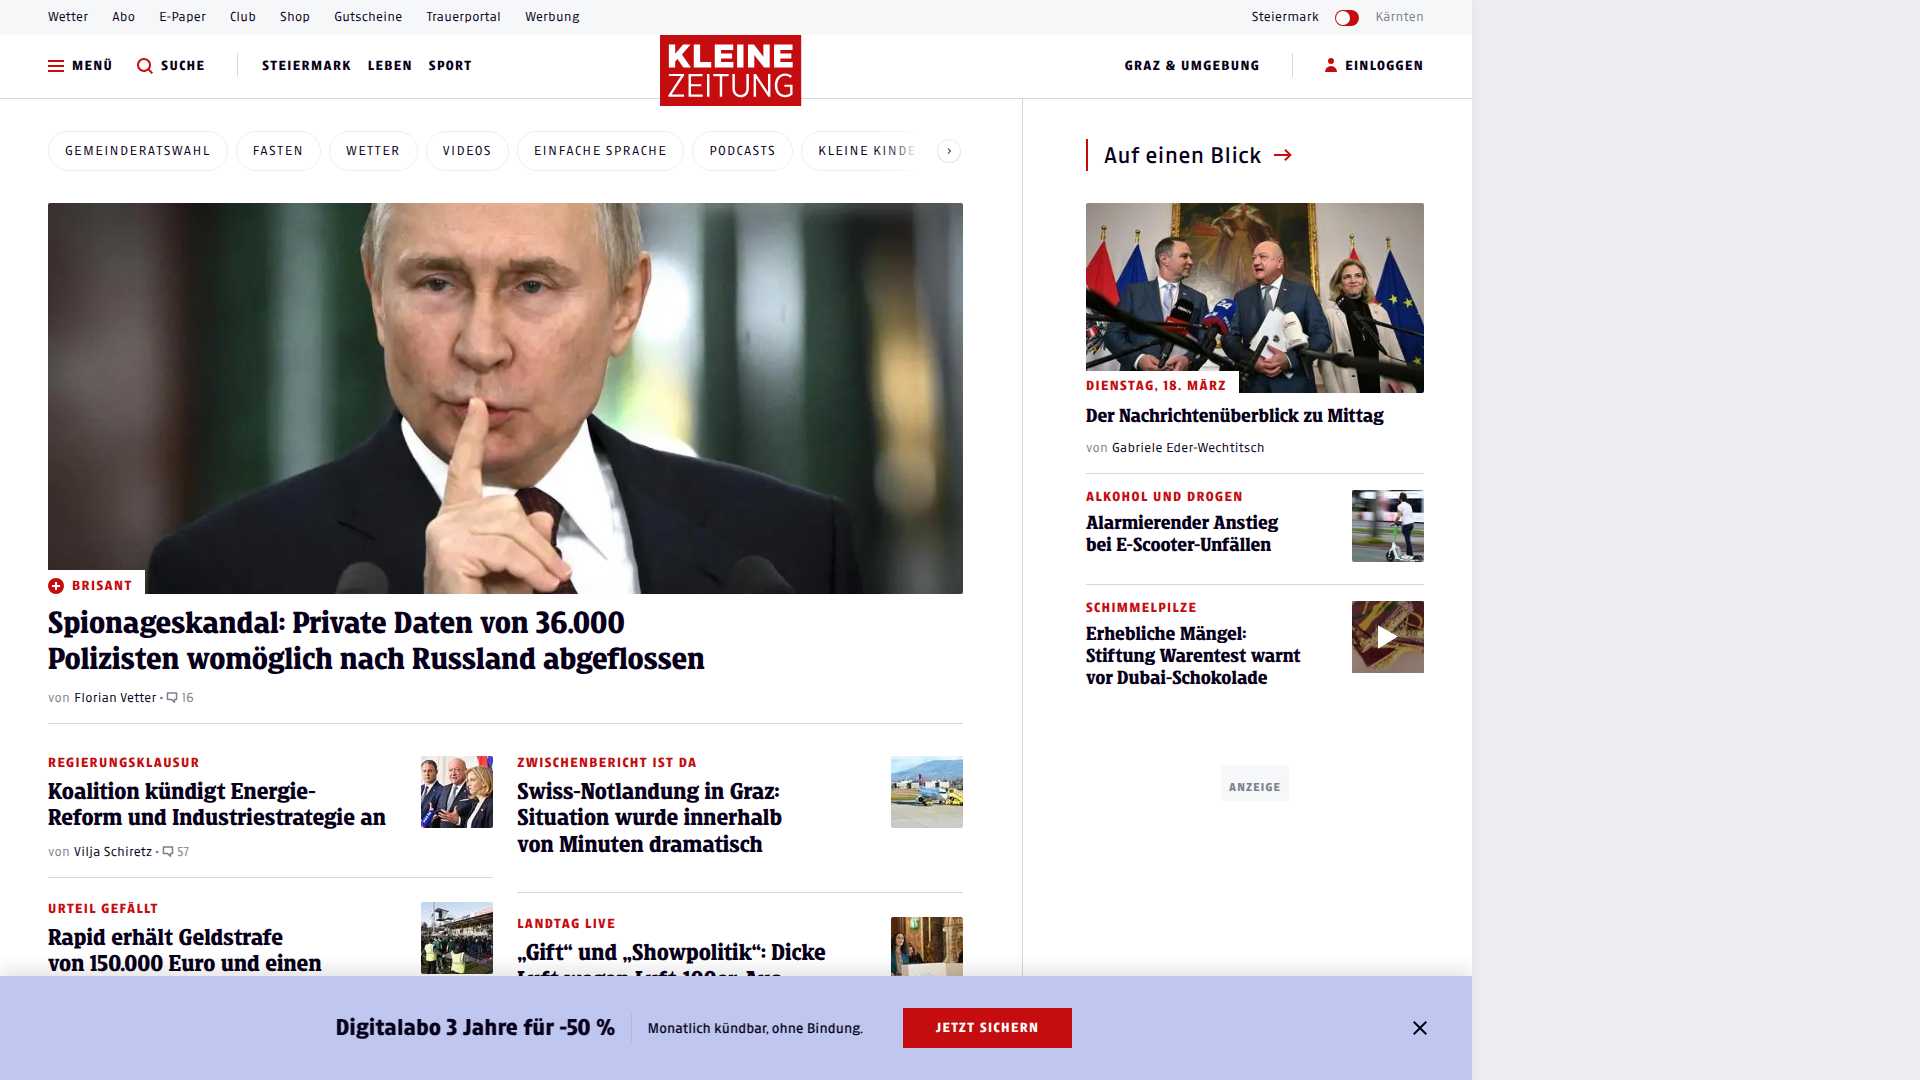 Wetter Abo E-Paper Club Shop Gutscheine Trauerportal Werbung Steiermark Kärnten
MENÜ SUCHE STEIERMARK LEBEN SPORT
KLEINE
ZEITUNG
GRAZ & UMGEBUNG EINLOGGEN
GEMEINDERATSWAHL FASTEN WETTER VIDEOS EINFACHE SPRACHE PODCASTS KLEINE KINDE
BRISANT
Spionageskandal: Private Daten von 36.000
Polizisten womöglich nach Russland abgeflossen
von Florian Vetter • 16
REGIERUNGSKLAUSUR
Koalition kündigt Energie-
Reform und Industriestrategie an
von Vilja Schiretz • 57
URTEIL GEFÄLLT
Rapid erhält Geldstrafe
von 150.000 Euro und einen
ZWISCHENBERICHT IST DA
Swiss-Notlandung in Graz:
Situation wurde innerhalb
von Minuten dramatisch
LANDTAG LIVE
„Gift“ und „Showpolitik“: Dicke
Luft wegen Luft-100er-Aus
Auf einen Blick
DIENSTAG, 18. MÄRZ
Der Nachrichtenüberblick zu Mittag
von Gabriele Eder-Wechtitsch
ALKOHOL UND DROGEN
Alarmierender Anstieg
bei E-Scooter-Unfällen
SCHIMMELPILZE
Erhebliche Mängel:
Stiftung Warentest warnt
vor Dubai-Schokolade
ANZEIGE
Digitalabo 3 Jahre für -50 % Monatlich kündbar, ohne Bindung. JETZT SICHERN